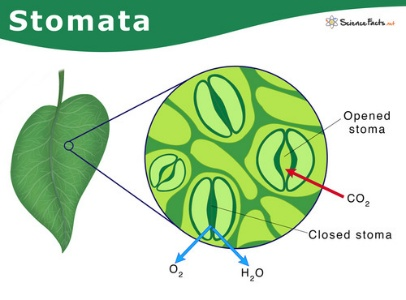 Stomata
ScienceFacts.net
Opened
stoma
CO₂
Closed stoma
O₂
H₂O